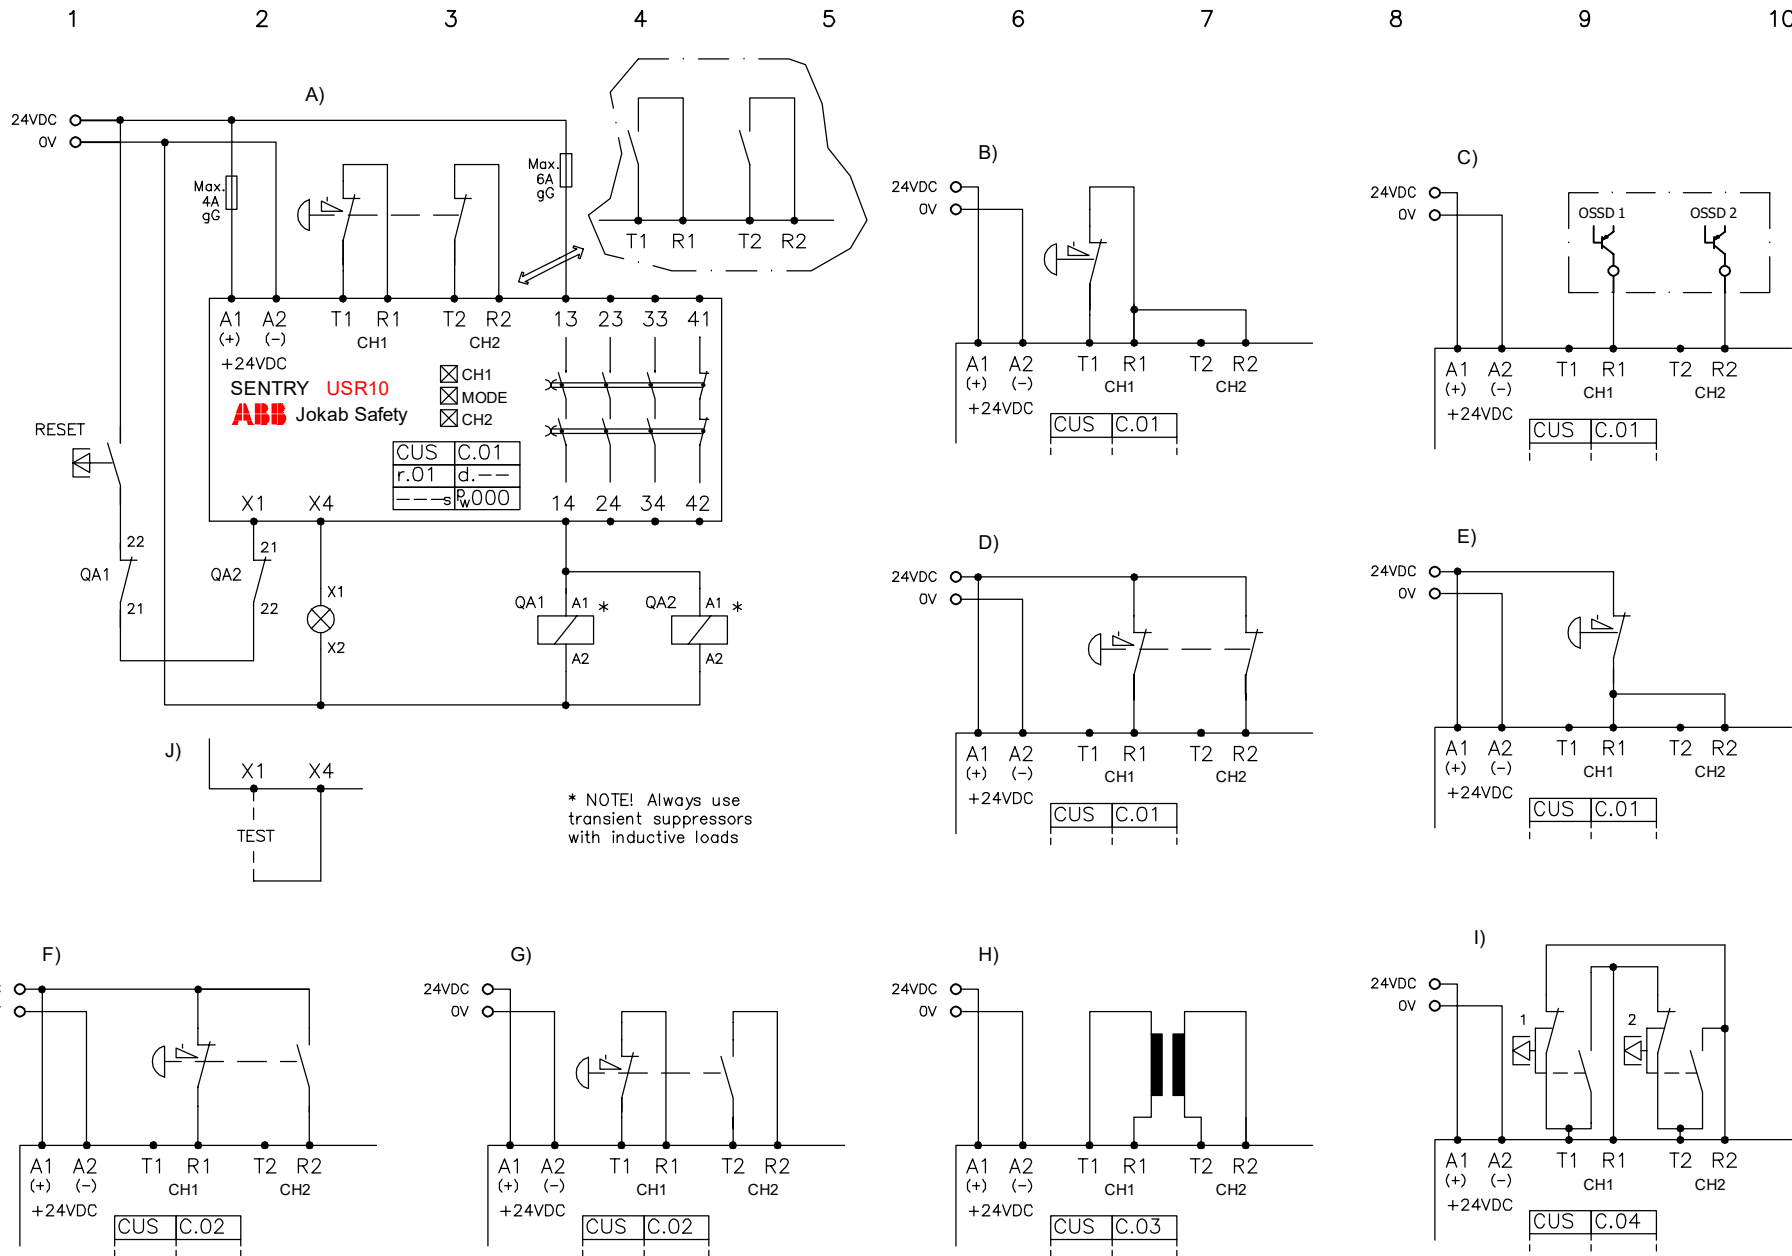 1 2 3 4 5 6 7 8 9 10
A)
24VDC
0V
Max.
4A
gG
Max.
6A
gG
T1 R1 T2 R2
A1 A2 T1 R1 T2 R2 13 23 33 41
(+) (-) CH1 CH2
+24VDC
SENTRY USR10
ABB Jokab Safety
CH1
MODE
CH2
CUS C.01
r.01 d.--
---s Pw000
RESET
X1 X4 14 24 34 42
22
QA1
21
21
QA2
22
X1
X2
QA1 A1 *
A2
QA2 A1 *
A2
J)
X1 X4
TEST
* NOTE! Always use
transient suppressors
with inductive loads
B)
24VDC
0V
A1 A2 T1 R1 T2 R2
(+) (-) CH1 CH2
+24VDC
CUS C.01
C)
24VDC
0V
OSSD 1 OSSD 2
A1 A2 T1 R1 T2 R2
(+) (-) CH1 CH2
+24VDC
CUS C.01
D)
24VDC
0V
A1 A2 T1 R1 T2 R2
(+) (-) CH1 CH2
+24VDC
CUS C.01
E)
24VDC
0V
A1 A2 T1 R1 T2 R2
(+) (-) CH1 CH2
+24VDC
CUS C.01
F)
A1 A2 T1 R1 T2 R2
(+) (-) CH1 CH2
+24VDC
CUS C.02
G)
24VDC
0V
A1 A2 T1 R1 T2 R2
(+) (-) CH1 CH2
+24VDC
CUS C.02
H)
24VDC
0V
A1 A2 T1 R1 T2 R2
(+) (-) CH1 CH2
+24VDC
CUS C.03
I)
24VDC
0V
1 2
A1 A2 T1 R1 T2 R2
(+) (-) CH1 CH2
+24VDC
CUS C.04